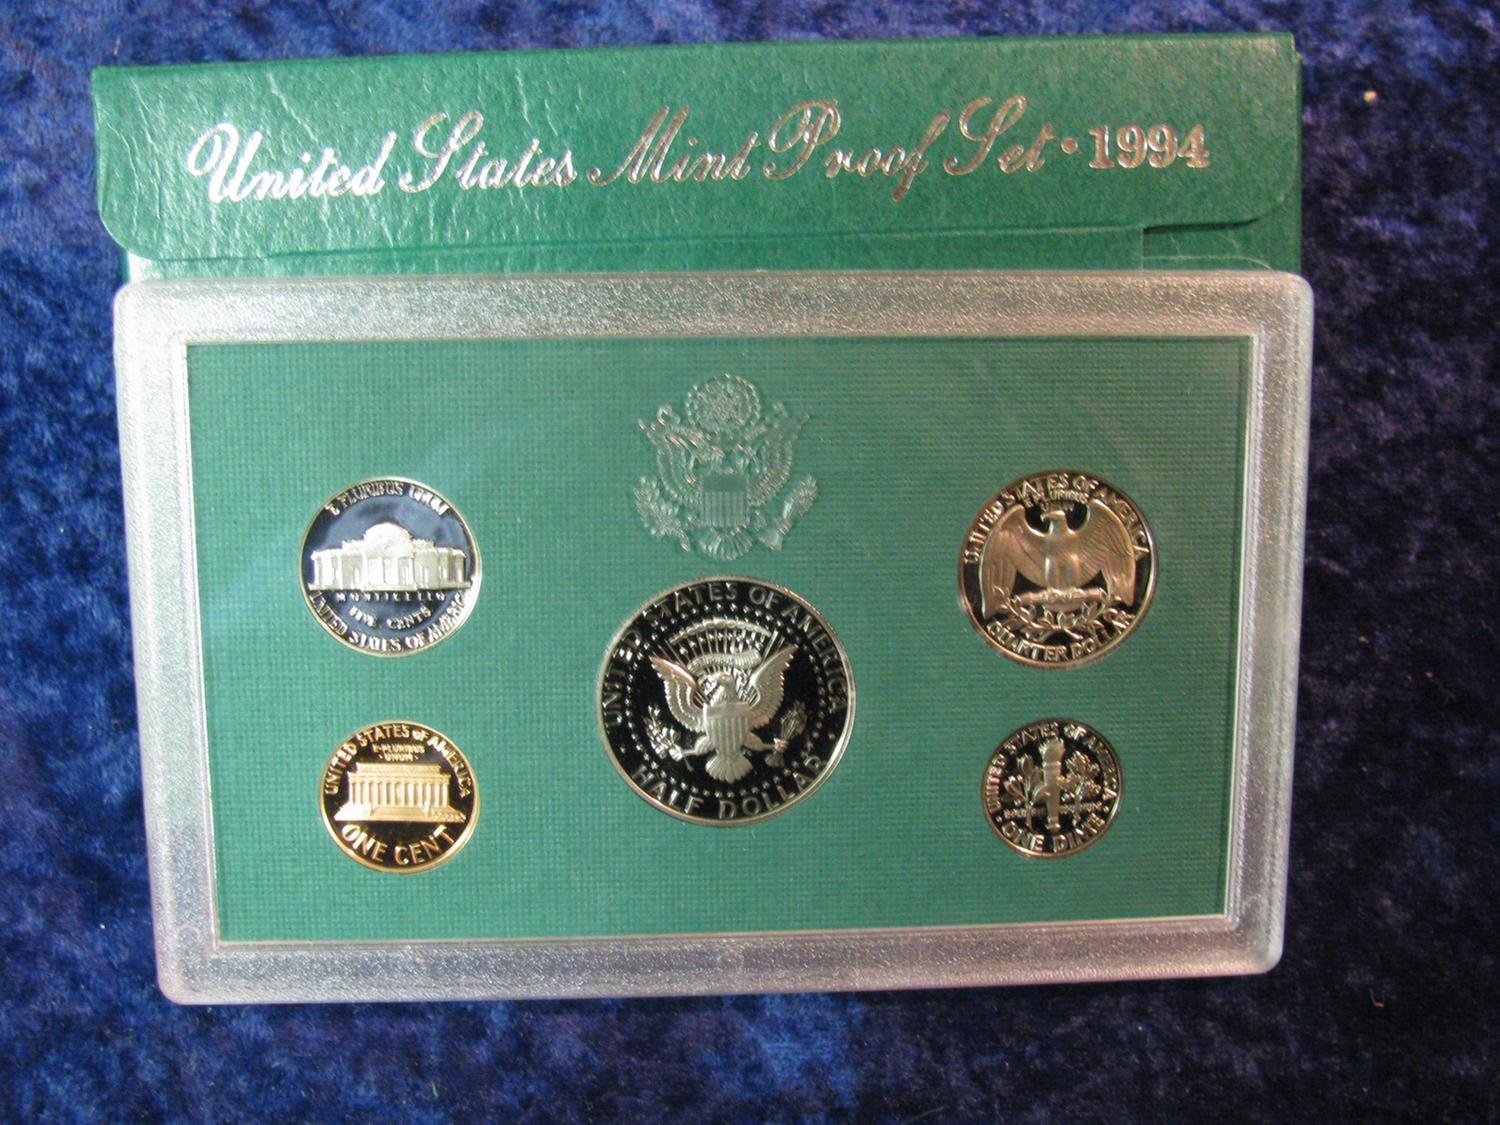 United States Mint Proof Set • 1994
E PLURIBUS UNUM
MONTICELLO
FIVE CENTS
UNITED STATES OF AMERICA
UNITED STATES OF AMERICA
HALF DOLLAR
UNITED STATES OF AMERICA
E PLURIBUS
UNUM
QUARTER DOLLAR
UNITED STATES OF AMERICA
E·PLURIBUS
·UNUM·
ONE CENT
UNITED STATES OF AMERICA
ONE DIME